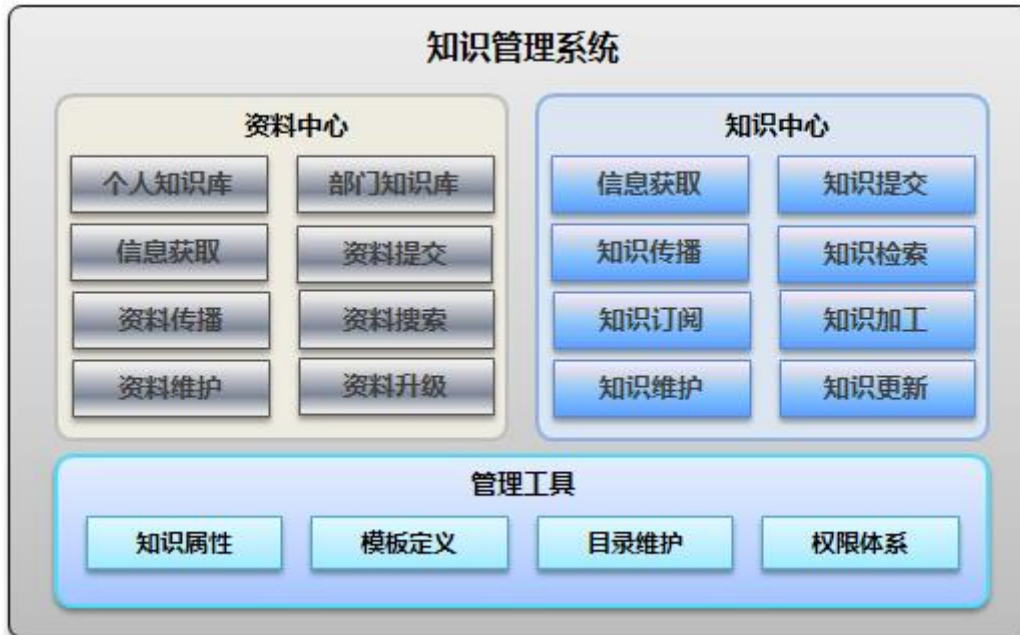 知识管理系统
资料中心
个人知识库 部门知识库
信息获取 资料提交
资料传播 资料搜索
资料维护 资料升级
知识中心
信息获取 知识提交
知识传播 知识检索
知识订阅 知识加工
知识维护 知识更新
管理工具
知识属性 模板定义 目录维护 权限体系